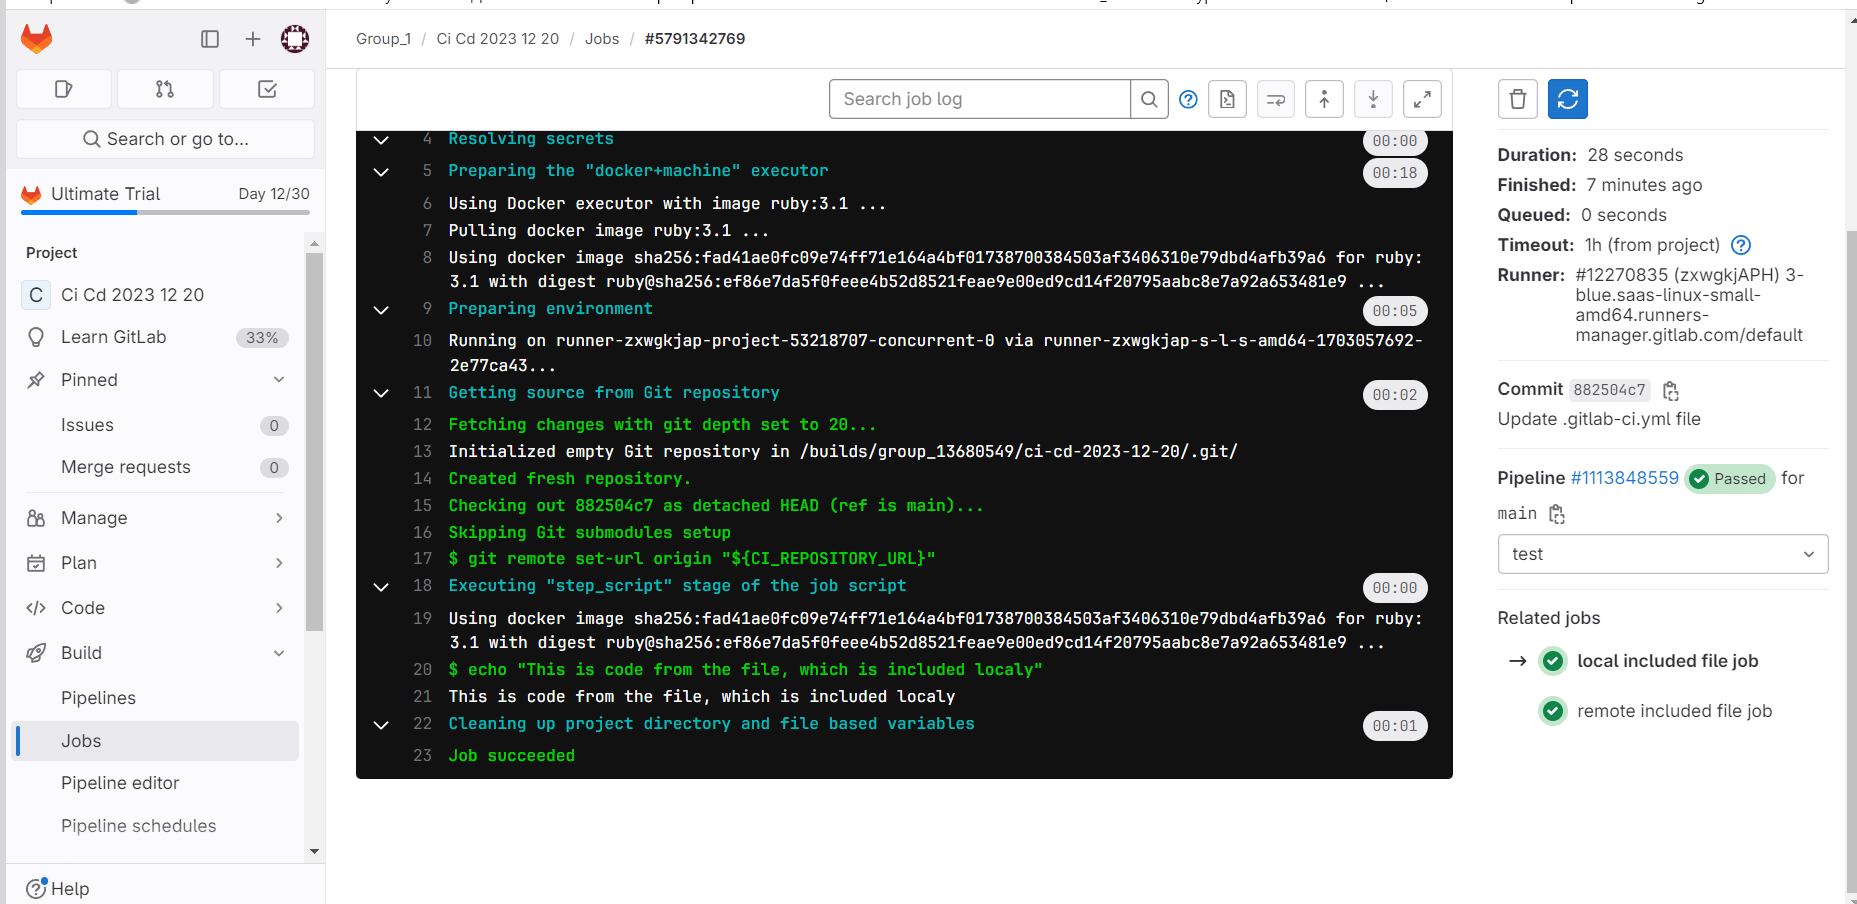 Group_1 / Ci Cd 2023 12 20 / Jobs / #5791342769
Search or go to...
Ultimate Trial Day 12/30
Project
C Ci Cd 2023 12 20
Learn GitLab 33%
Pinned
Issues 0
Merge requests 0
Manage
Plan
Code
Build
Pipelines
Jobs
Pipeline editor
Pipeline schedules
Help
Search job log
4 Resolving secrets 00:00
5 Preparing the "docker+machine" executor 00:18
6 Using Docker executor with image ruby:3.1 ...
7 Pulling docker image ruby:3.1 ...
8 Using docker image sha256:fad41ae0fc09e74ff71e164a4bf01738700384503af3406310e79dbd4afb39a6 for ruby:
3.1 with digest ruby@sha256:ef86e7da5f0feee4b52d8521feae9e00ed9cd14f20795aabc8e7a92a653481e9 ...
9 Preparing environment 00:05
10 Running on runner-zxwgkjap-project-53218707-concurrent-0 via runner-zxwgkjap-s-l-s-amd64-1703057692-
2e77ca43...
11 Getting source from Git repository 00:02
12 Fetching changes with git depth set to 20...
13 Initialized empty Git repository in /builds/group_13680549/ci-cd-2023-12-20/.git/
14 Created fresh repository.
15 Checking out 882504c7 as detached HEAD (ref is main)...
16 Skipping Git submodules setup
17 $ git remote set-url origin "${CI_REPOSITORY_URL}"
18 Executing "step_script" stage of the job script 00:00
19 Using docker image sha256:fad41ae0fc09e74ff71e164a4bf01738700384503af3406310e79dbd4afb39a6 for ruby:
3.1 with digest ruby@sha256:ef86e7da5f0feee4b52d8521feae9e00ed9cd14f20795aabc8e7a92a653481e9 ...
20 $ echo "This is code from the file, which is included localy"
21 This is code from the file, which is included localy
22 Cleaning up project directory and file based variables 00:01
23 Job succeeded
Duration: 28 seconds
Finished: 7 minutes ago
Queued: 0 seconds
Timeout: 1h (from project)
Runner: #12270835 (zxwgkjAPH) 3-
blue.saas-linux-small-
amd64.runners-
manager.gitlab.com/default
Commit 882504c7
Update .gitlab-ci.yml file
Pipeline #1113848559 Passed for
main
test
Related jobs
→ local included file job
remote included file job